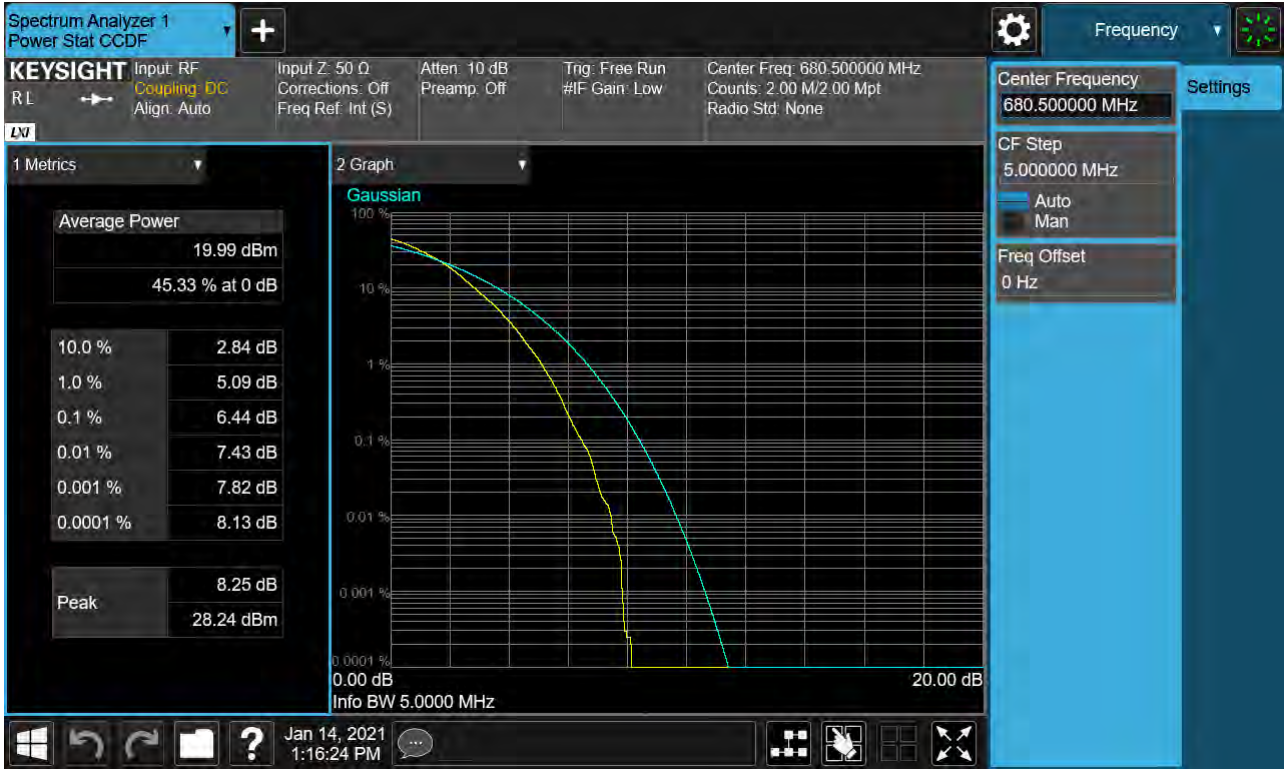 Spectrum Analyzer 1
Power Stat CCDF
+
Frequency
KEYSIGHT
R L
LXI
Input: RF
Coupling: DC
Align: Auto
Input Z: 50 Ω
Corrections: Off
Freq Ref: Int (S)
Atten: 10 dB
Preamp: Off
Trig: Free Run
#IF Gain: Low
Center Freq: 680.500000 MHz
Counts: 2.00 M/2.00 Mpt
Radio Std: None
Center Frequency
680.500000 MHz
Settings
CF Step
5.000000 MHz
Auto
Man
Freq Offset
0 Hz
1 Metrics
Average Power
19.99 dBm
45.33 % at 0 dB
10.0 % 2.84 dB
1.0 % 5.09 dB
0.1 % 6.44 dB
0.01 % 7.43 dB
0.001 % 7.82 dB
0.0001 % 8.13 dB
Peak
8.25 dB
28.24 dBm
2 Graph
Gaussian
100 %
10 %
1 %
0.1 %
0.01 %
0.001 %
0.0001 %
0.00 dB 20.00 dB
Info BW 5.0000 MHz
?
Jan 14, 2021
1:16:24 PM